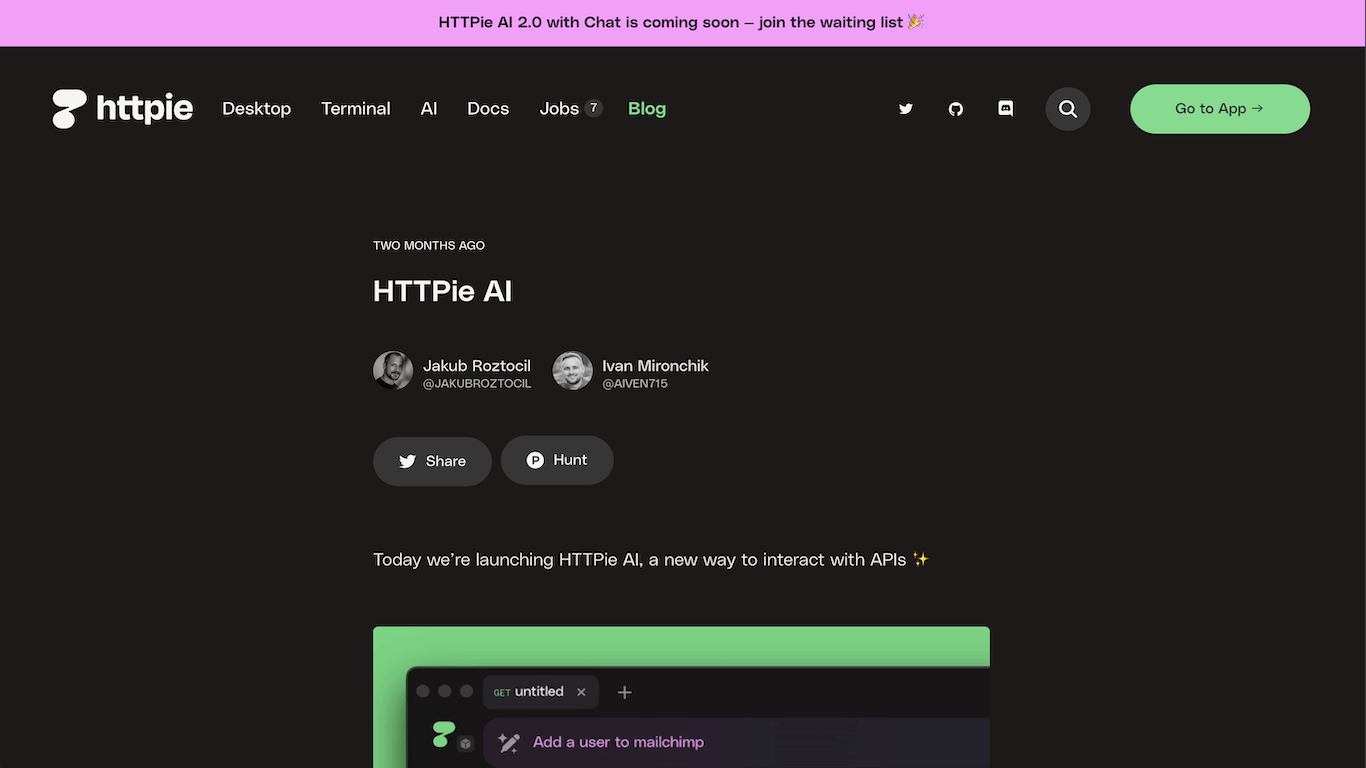 HTTPie AI 2.0 with Chat is coming soon — join the waiting list 🎉
httpie Desktop Terminal AI Docs Jobs 7 Blog Go to App →
TWO MONTHS AGO
HTTPie AI
Jakub Roztocil Ivan Mironchik
@JAKUBROZTOCIL @AIVEN715
Share Hunt
Today we’re launching HTTPie AI, a new way to interact with APIs ✨
GET untitled × +
Add a user to mailchimp